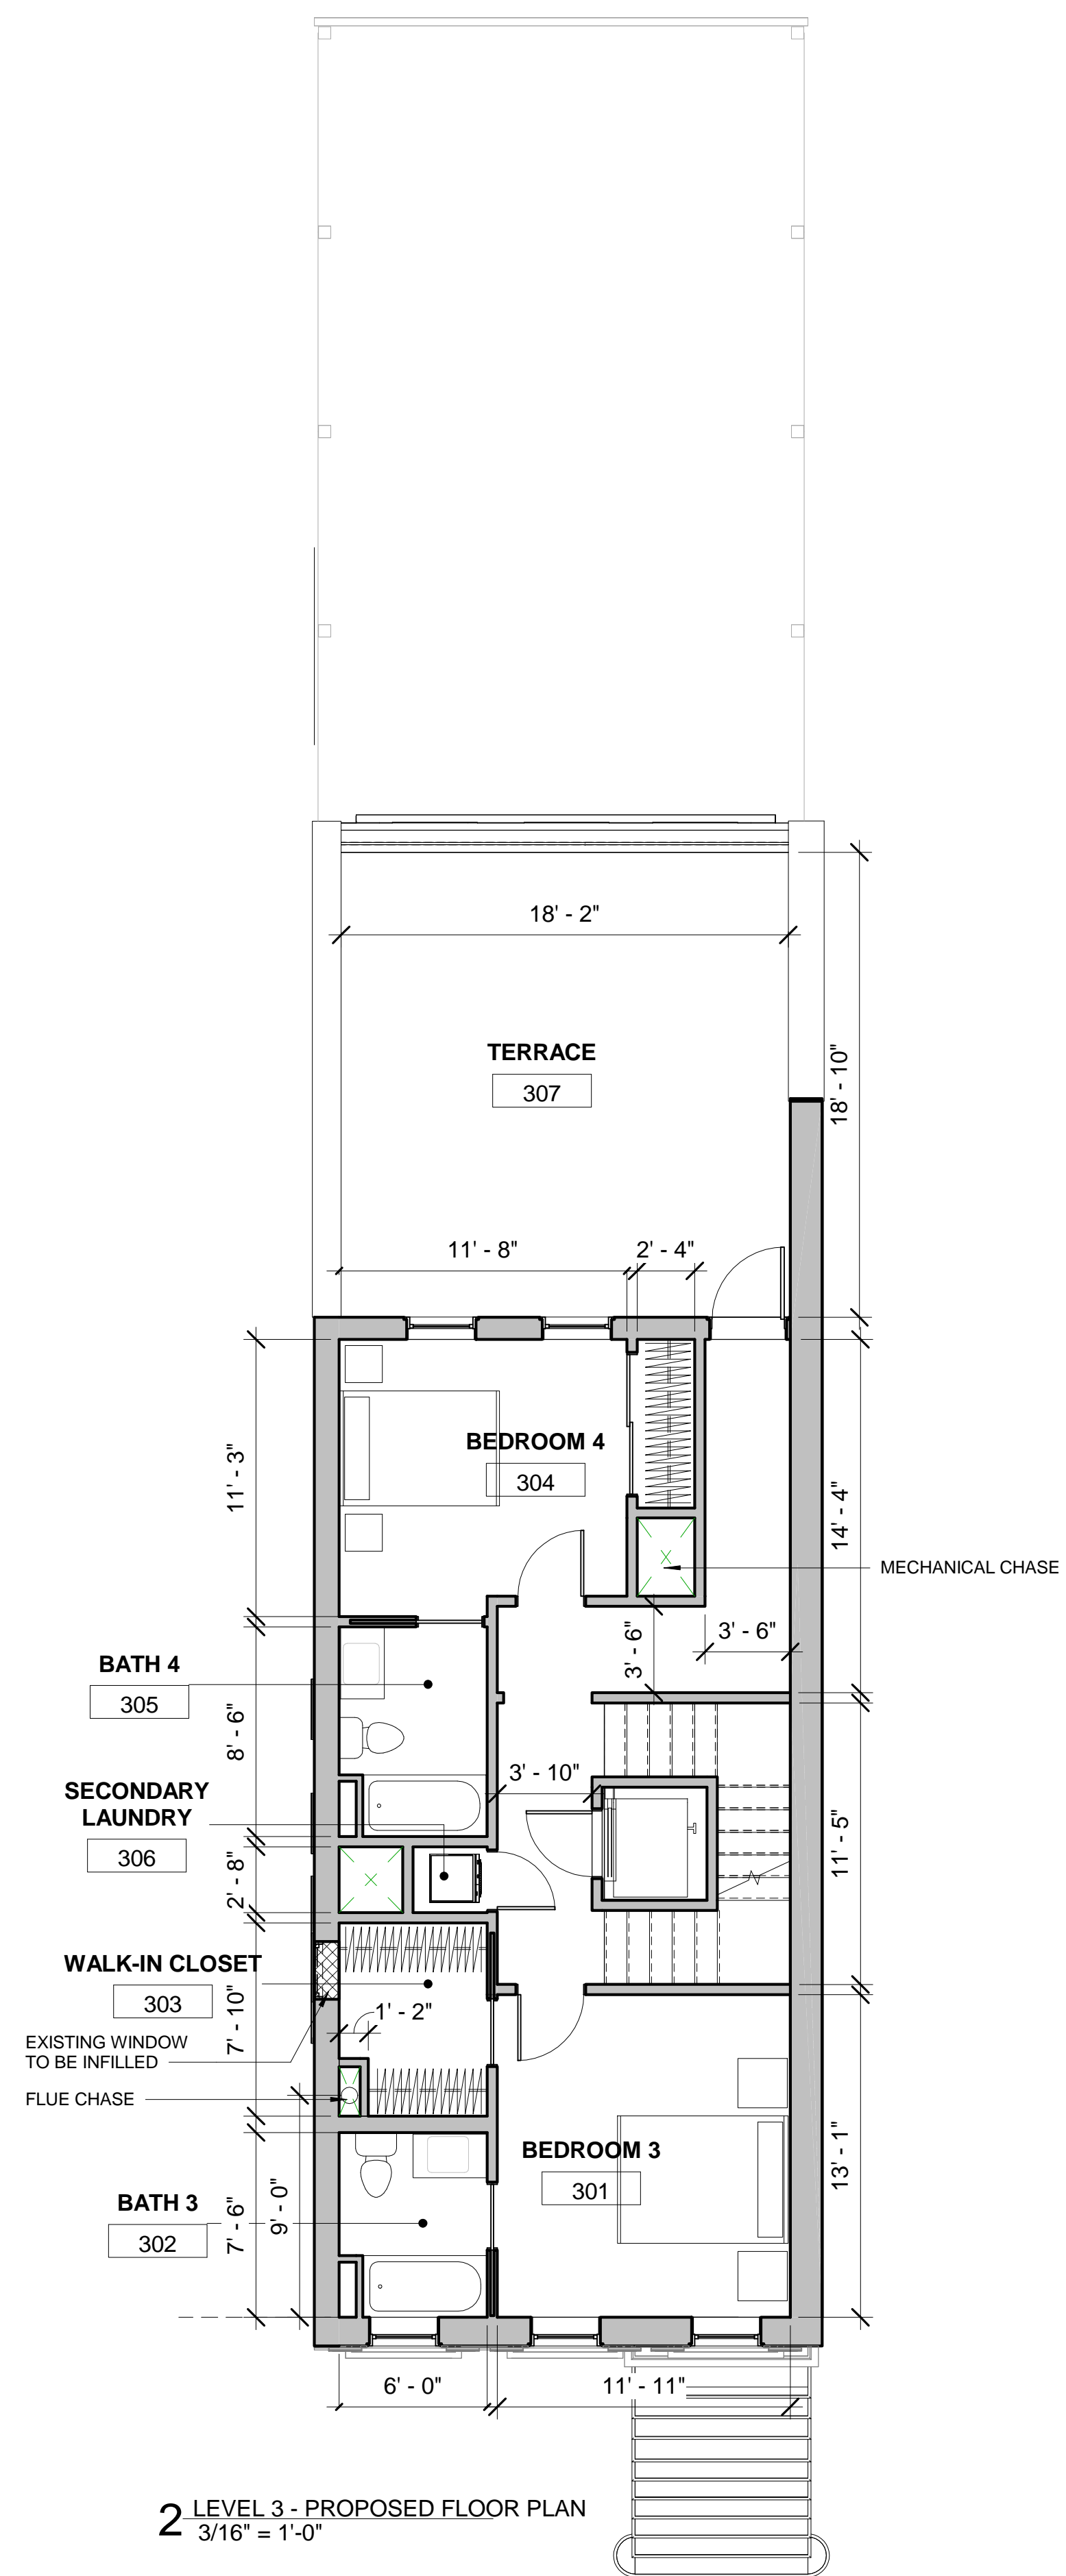 18' - 2"
TERRACE
307
18' - 10"
11' - 8"
2' - 4"
BEDROOM 4
304
11' - 3"
14' - 4"
MECHANICAL CHASE
3' - 6"
3' - 6"
BATH 4
305
8' - 6"
SECONDARY
LAUNDRY
306
3' - 10"
11' - 5"
2' - 8"
WALK-IN CLOSET
303
7' - 10"
1' - 2"
EXISTING WINDOW
TO BE INFILLED
FLUE CHASE
BEDROOM 3
301
13' - 1"
BATH 3
302
7' - 6"
9' - 0"
6' - 0"
11' - 11"
2 LEVEL 3 - PROPOSED FLOOR PLAN
3/16" = 1'-0"